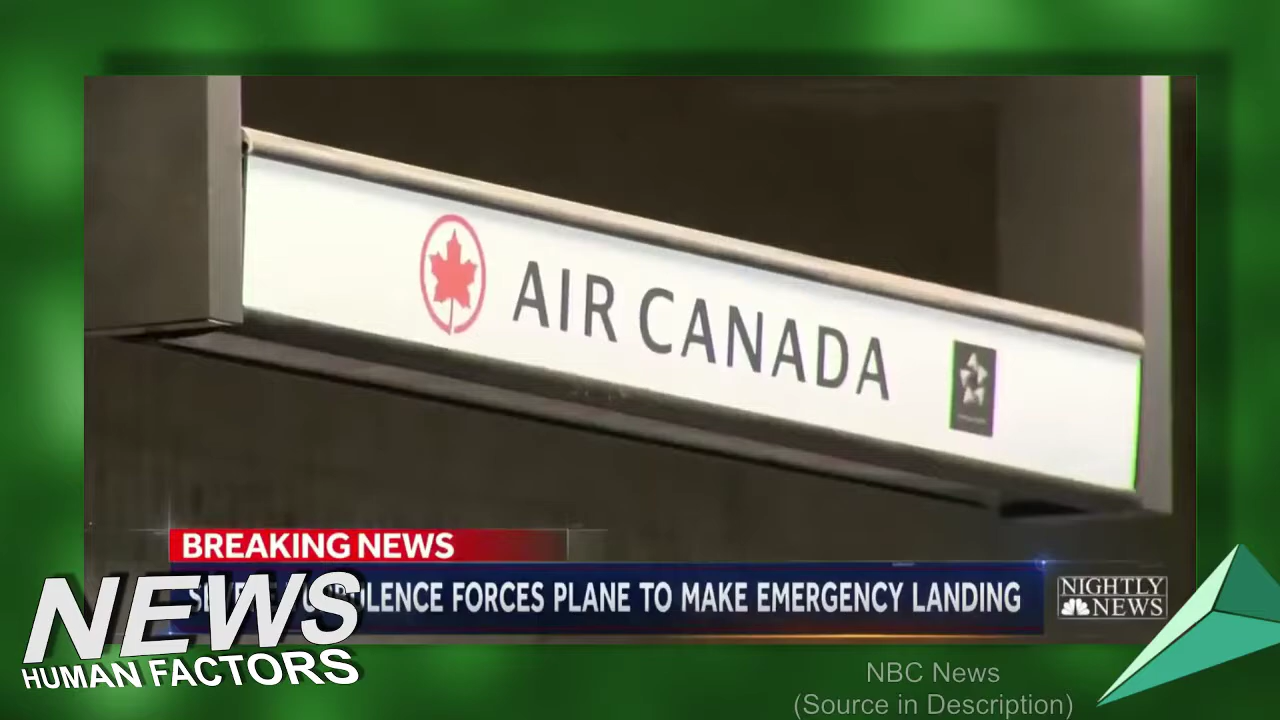 AIR CANADA
BREAKING NEWS
FORCES PLANE TO MAKE EMERGENCY LANDING
NIGHTLY
NEWS
NEWS
HUMAN FACTORS
NBC News
(Source in Description)